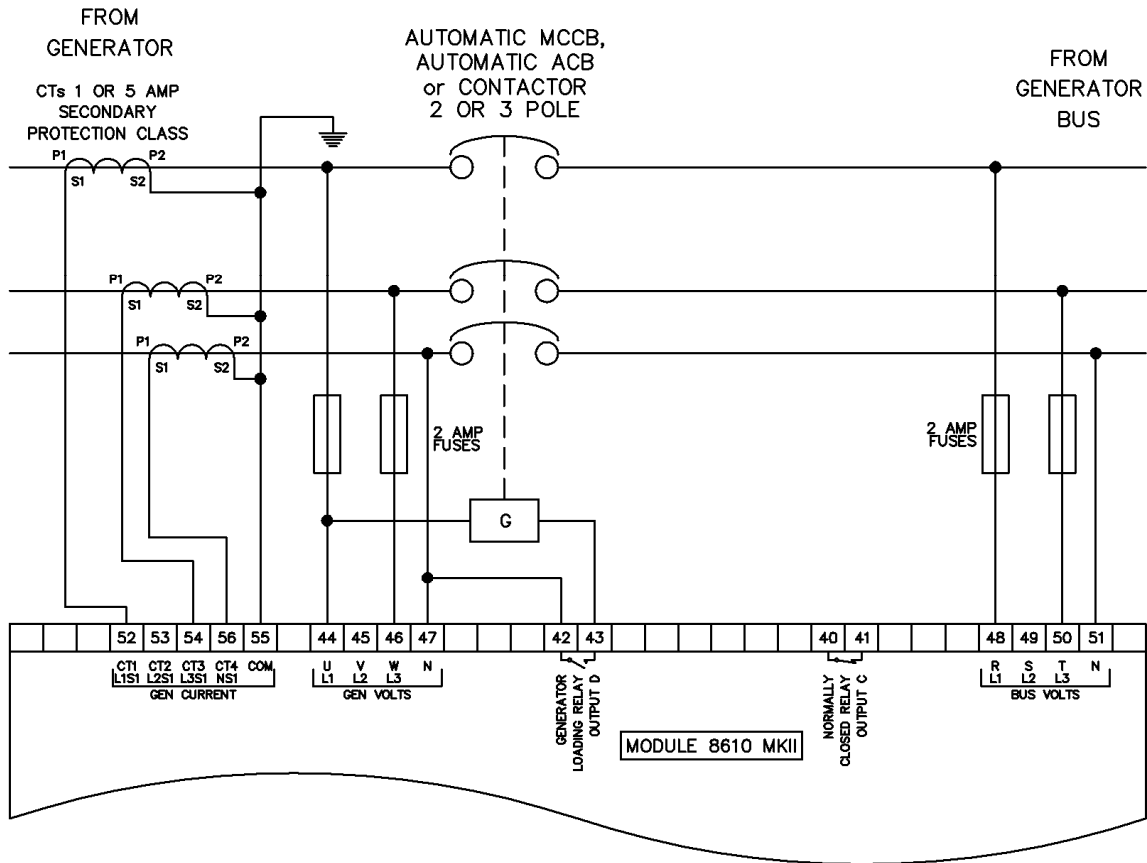 FROM
GENERATOR
CTs 1 OR 5 AMP
SECONDARY
PROTECTION CLASS
AUTOMATIC MCCB,
AUTOMATIC ACB
or CONTACTOR
2 OR 3 POLE
FROM
GENERATOR
BUS
P1 P2
S1 S2
P1 P2
S1 S2
P1 P2
S1 S2
2 AMP
FUSES
2 AMP
FUSES
G
52 53 54 56 55 44 45 46 47 42 43 40 41 48 49 50 51
CT1 CT2 CT3 CT4 COM
L1S1 L2S1 L3S1 NS1
GEN CURRENT
U V W N
L1 L2 L3
GEN VOLTS
GENERATOR
LOADING RELAY
OUTPUT D
NORMALLY
CLOSED RELAY
OUTPUT C
R S T N
L1 L2 L3
BUS VOLTS
MODULE 8610 MKII